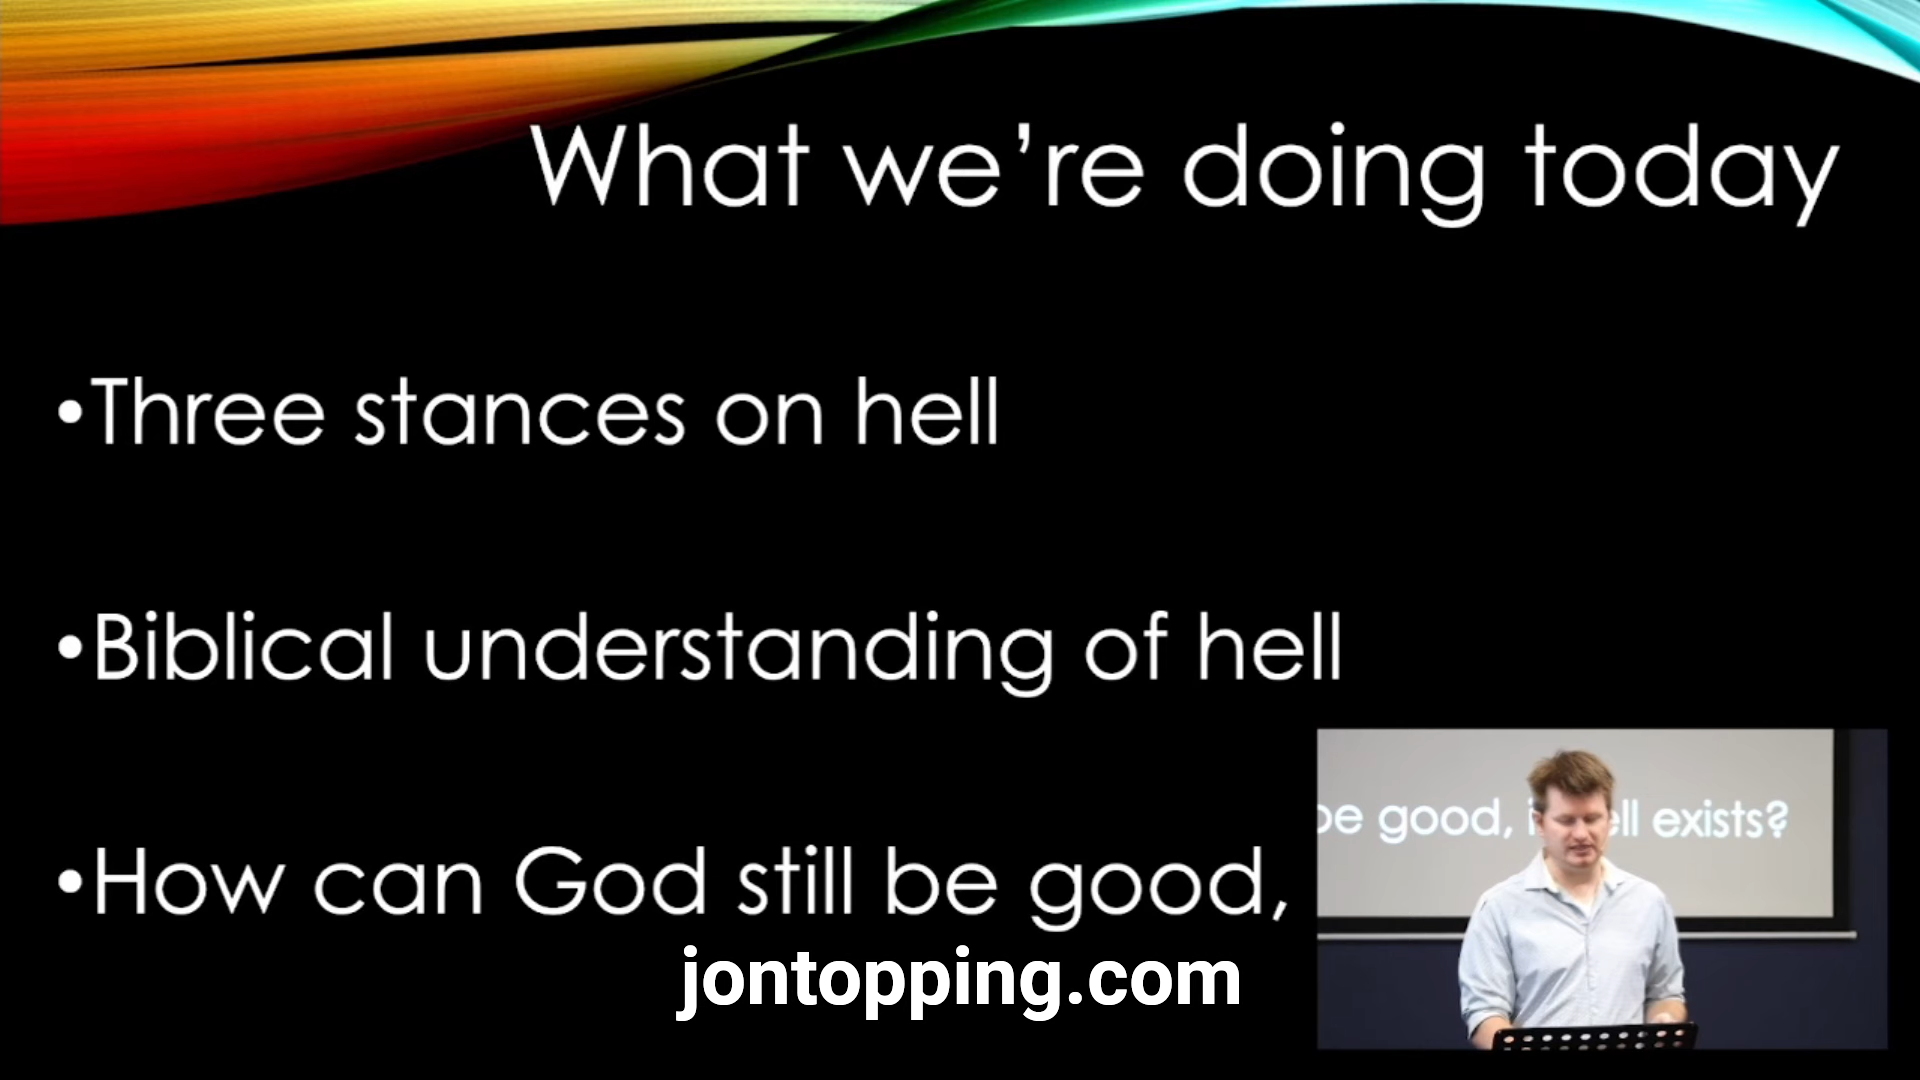 What we're doing today
•Three stances on hell
•Biblical understanding of hell
•How can God still be good,
be good, i ell exists?
jontopping.com